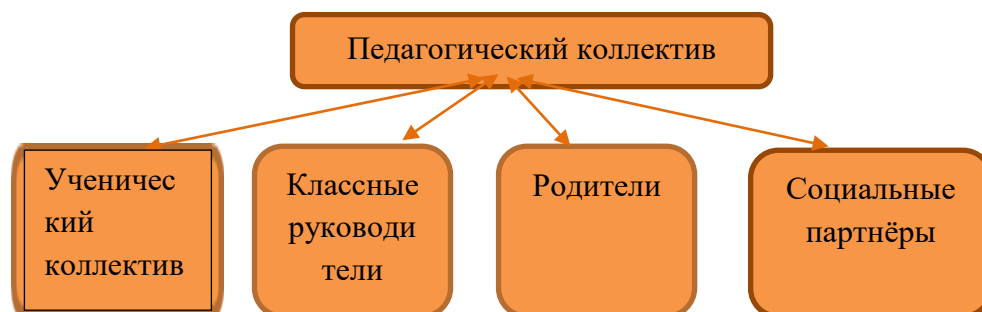 Педагогический коллектив
Ученичес
кий
коллектив
Классные
руководи
тели
Родители
Социальные
партнёры